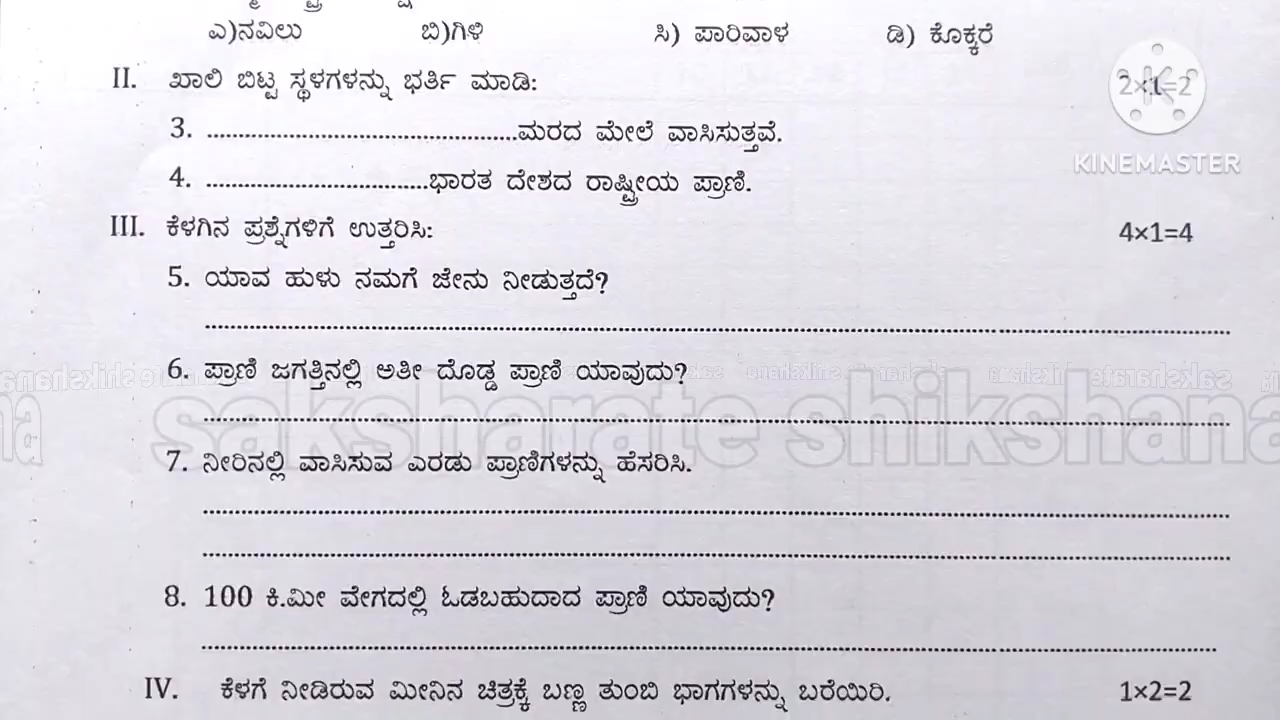 ಎ)ನವಿಲು ಬಿ)ಗಿಳಿ ಸಿ) ಪಾರಿವಾಳ ಡಿ) ಕೊಕ್ಕರೆ
II. ಖಾಲಿ ಬಿಟ್ಟ ಸ್ಥಳಗಳನ್ನು ಭರ್ತಿ ಮಾಡಿ: 2×1=2
KINEMASTER
3. ................................................ಮರದ ಮೇಲೆ ವಾಸಿಸುತ್ತವೆ.
4. ..................................ಭಾರತ ದೇಶದ ರಾಷ್ಟ್ರೀಯ ಪ್ರಾಣಿ.
III. ಕೆಳಗಿನ ಪ್ರಶ್ನೆಗಳಿಗೆ ಉತ್ತರಿಸಿ: 4×1=4
5. ಯಾವ ಹುಳು ನಮಗೆ ಜೇನು ನೀಡುತ್ತದೆ?
6. ಪ್ರಾಣಿ ಜಗತ್ತಿನಲ್ಲಿ ಅತೀ ದೊಡ್ಡ ಪ್ರಾಣಿ ಯಾವುದು?
saksharate shikshana
7. ನೀರಿನಲ್ಲಿ ವಾಸಿಸುವ ಎರಡು ಪ್ರಾಣಿಗಳನ್ನು ಹೆಸರಿಸಿ.
8. 100 ಕಿ.ಮೀ ವೇಗದಲ್ಲಿ ಓಡಬಹುದಾದ ಪ್ರಾಣಿ ಯಾವುದು?
IV. ಕೆಳಗೆ ನೀಡಿರುವ ಮೀನಿನ ಚಿತ್ರಕ್ಕೆ ಬಣ್ಣ ತುಂಬಿ ಭಾಗಗಳನ್ನು ಬರೆಯಿರಿ. 1×2=2